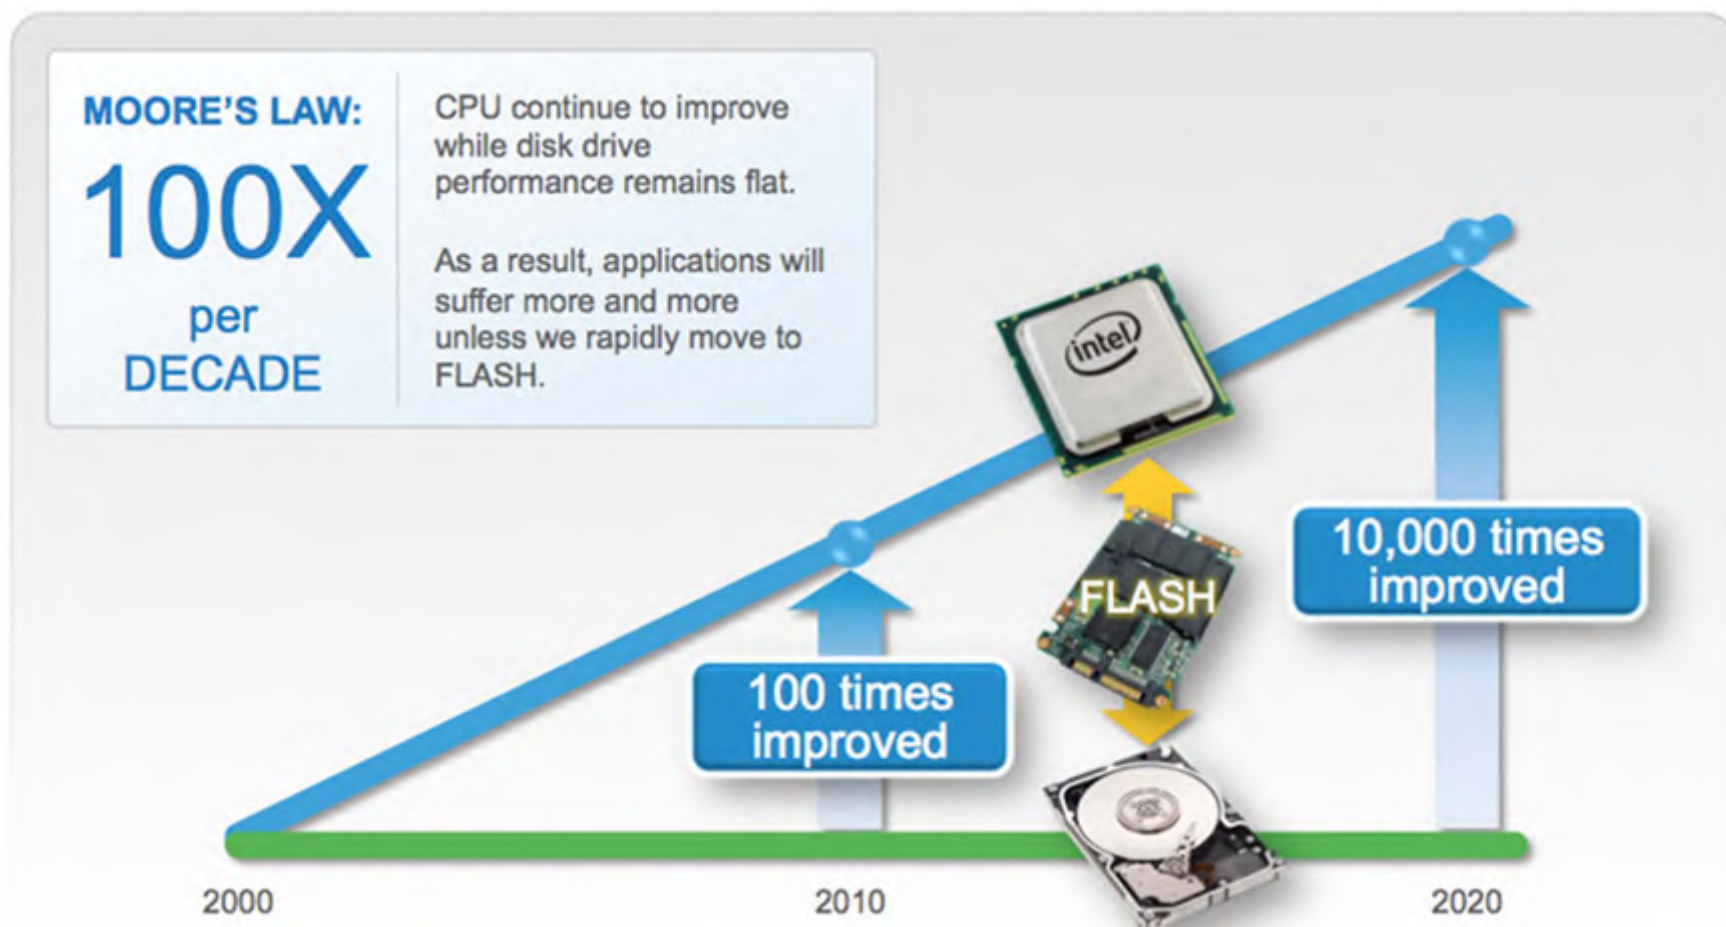 MOORE'S LAW:
100X
per
DECADE
CPU continue to improve
while disk drive
performance remains flat.
As a result, applications will
suffer more and more
unless we rapidly move to
FLASH.
intel
FLASH
10,000 times
improved
100 times
improved
2000
2010
2020